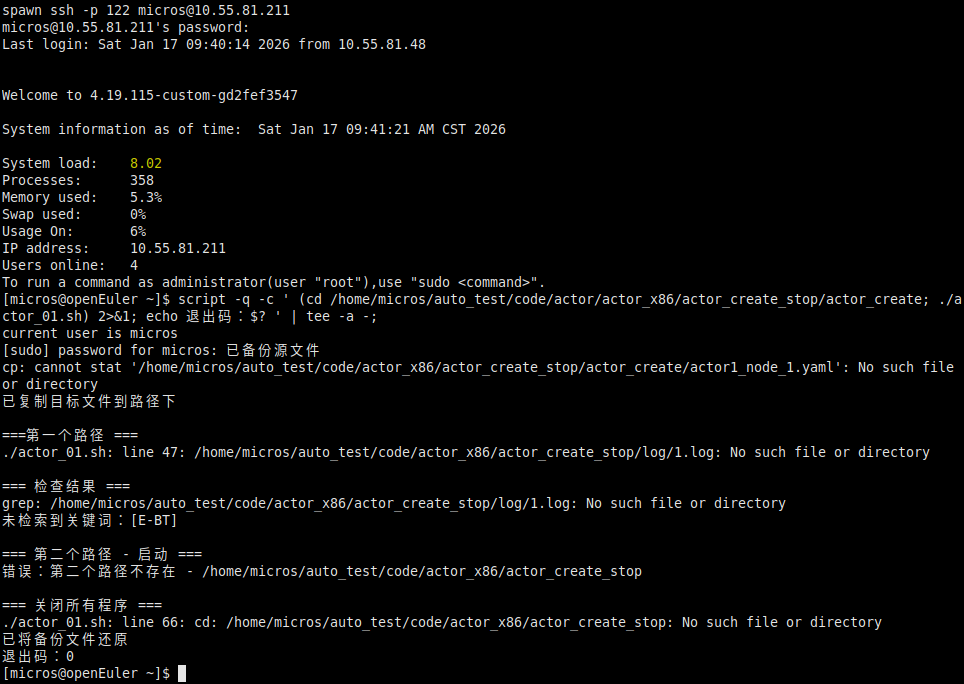 spawn ssh -p 122 micros@10.55.81.211
micros@10.55.81.211's password:
Last login: Sat Jan 17 09:40:14 2026 from 10.55.81.48
Welcome to 4.19.115-custom-gd2fef3547
System information as of time:  Sat Jan 17 09:41:21 AM CST 2026
System load:    8.02
Processes:      358
Memory used:    5.3%
Swap used:      0%
Usage On:       6%
IP address:     10.55.81.211
Users online:   4
To run a command as administrator(user "root"),use "sudo <command>".
[micros@openEuler ~]$ script -q -c ' (cd /home/micros/auto_test/code/actor/actor_x86/actor_create_stop/actor_create; ./a
ctor_01.sh) 2>&1; echo 退出码：$? ' | tee -a -;
current user is micros
[sudo] password for micros: 已备份源文件
cp: cannot stat '/home/micros/auto_test/code/actor_x86/actor_create_stop/actor_create/actor1_node_1.yaml': No such file
or directory
已复制目标文件到路径下
===第一个路径 ===
./actor_01.sh: line 47: /home/micros/auto_test/code/actor_x86/actor_create_stop/log/1.log: No such file or directory
=== 检查结果 ===
grep: /home/micros/auto_test/code/actor_x86/actor_create_stop/log/1.log: No such file or directory
未检索到关键词：[E-BT]
=== 第二个路径 - 启动 ===
错误：第二个路径不存在 - /home/micros/auto_test/code/actor_x86/actor_create_stop
=== 关闭所有程序 ===
./actor_01.sh: line 66: cd: /home/micros/auto_test/code/actor_x86/actor_create_stop: No such file or directory
已将备份文件还原
退出码：0
[micros@openEuler ~]$